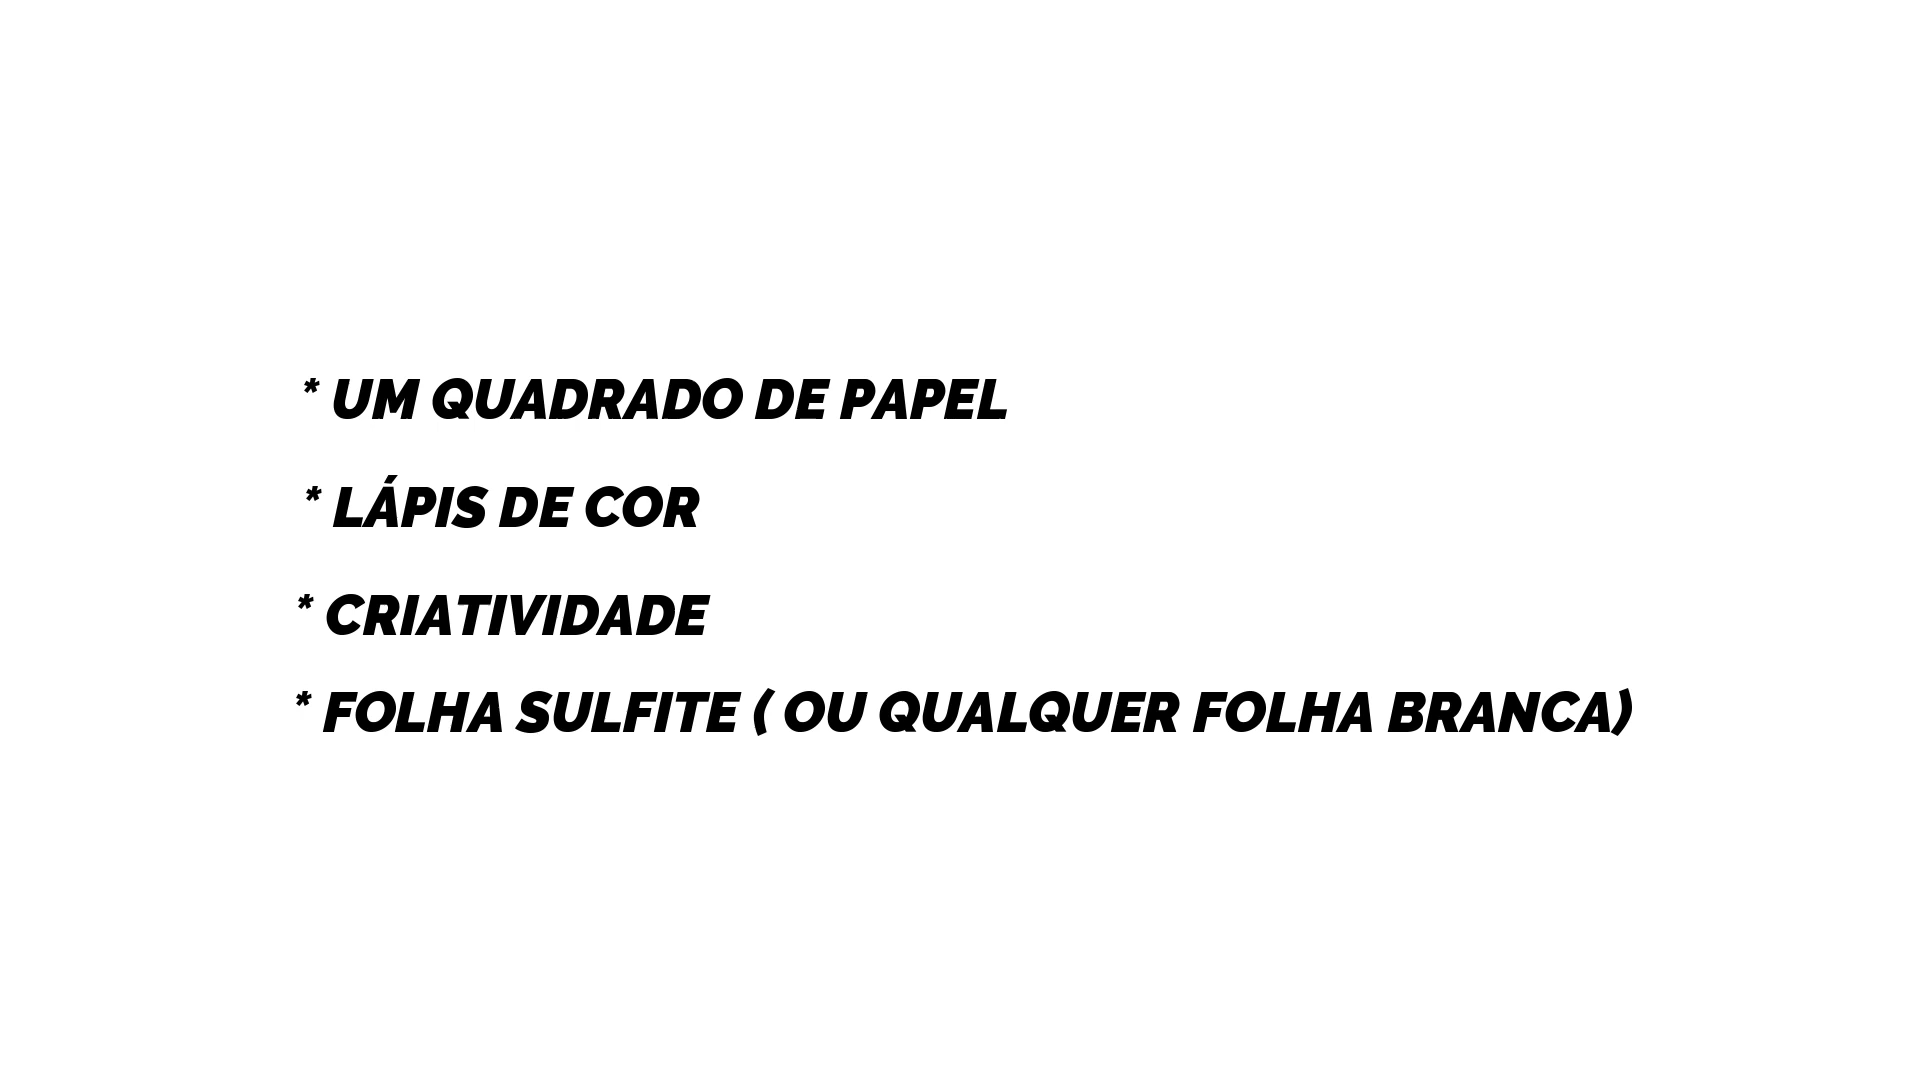 * UM QUADRADO DE PAPEL
* LÁPIS DE COR
* CRIATIVIDADE
* FOLHA SULFITE ( OU QUALQUER FOLHA BRANCA)